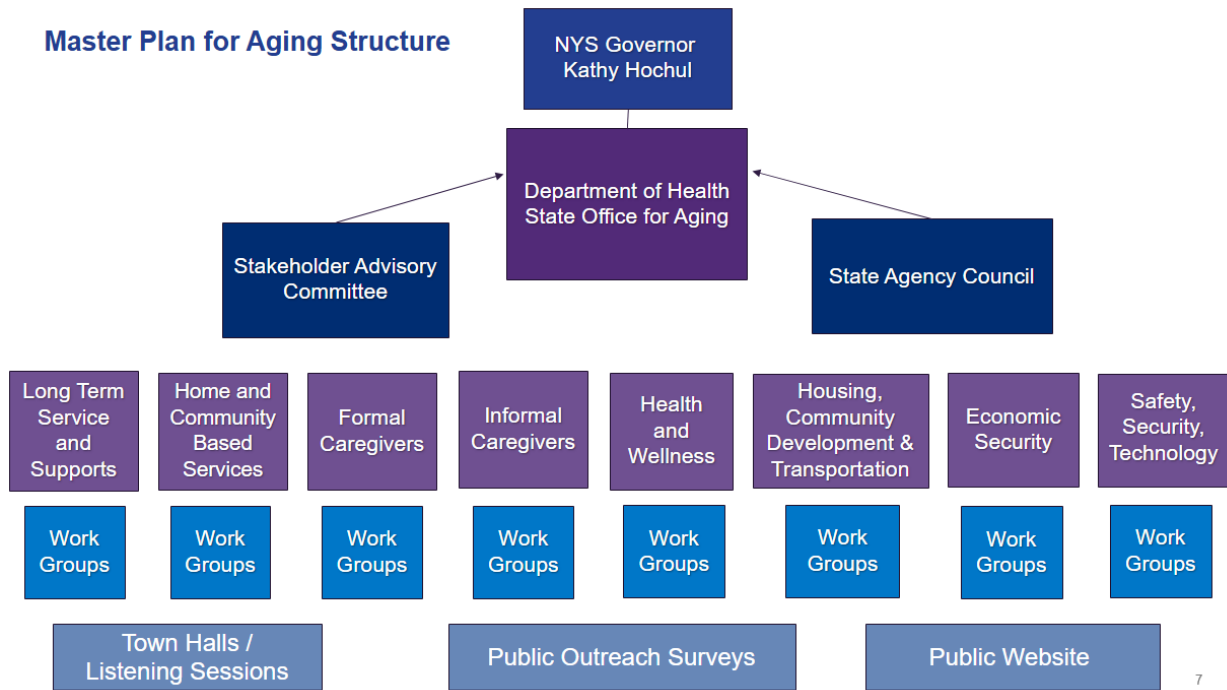 Master Plan for Aging Structure
NYS Governor
Kathy Hochul
Department of Health
State Office for Aging
Stakeholder Advisory
Committee
State Agency Council
Long Term
Service
and
Supports
Home and
Community
Based
Services
Formal
Caregivers
Informal
Caregivers
Health
and
Wellness
Housing,
Community
Development &
Transportation
Economic
Security
Safety,
Security,
Technology
Work
Groups
Work
Groups
Work
Groups
Work
Groups
Work
Groups
Work
Groups
Work
Groups
Work
Groups
Town Halls /
Listening Sessions
Public Outreach Surveys
Public Website
7